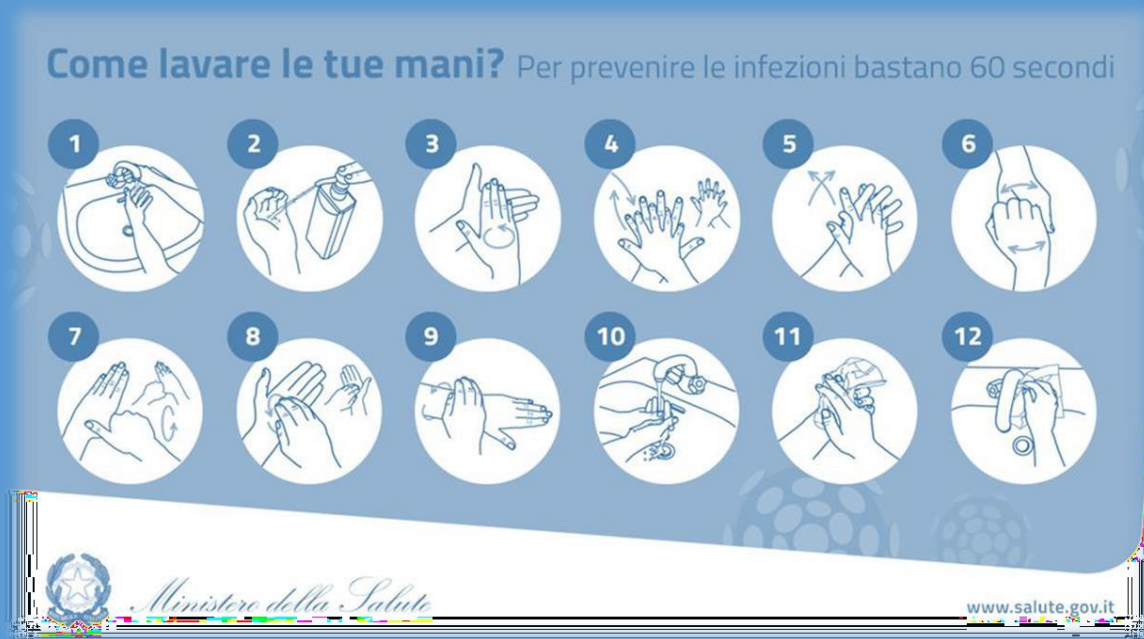 Come lavare le tue mani? Per prevenire le infezioni bastano 60 secondi
1 2 3 4 5 6
7 8 9 10 11 12
Ministero della Salute
www.salute.gov.it